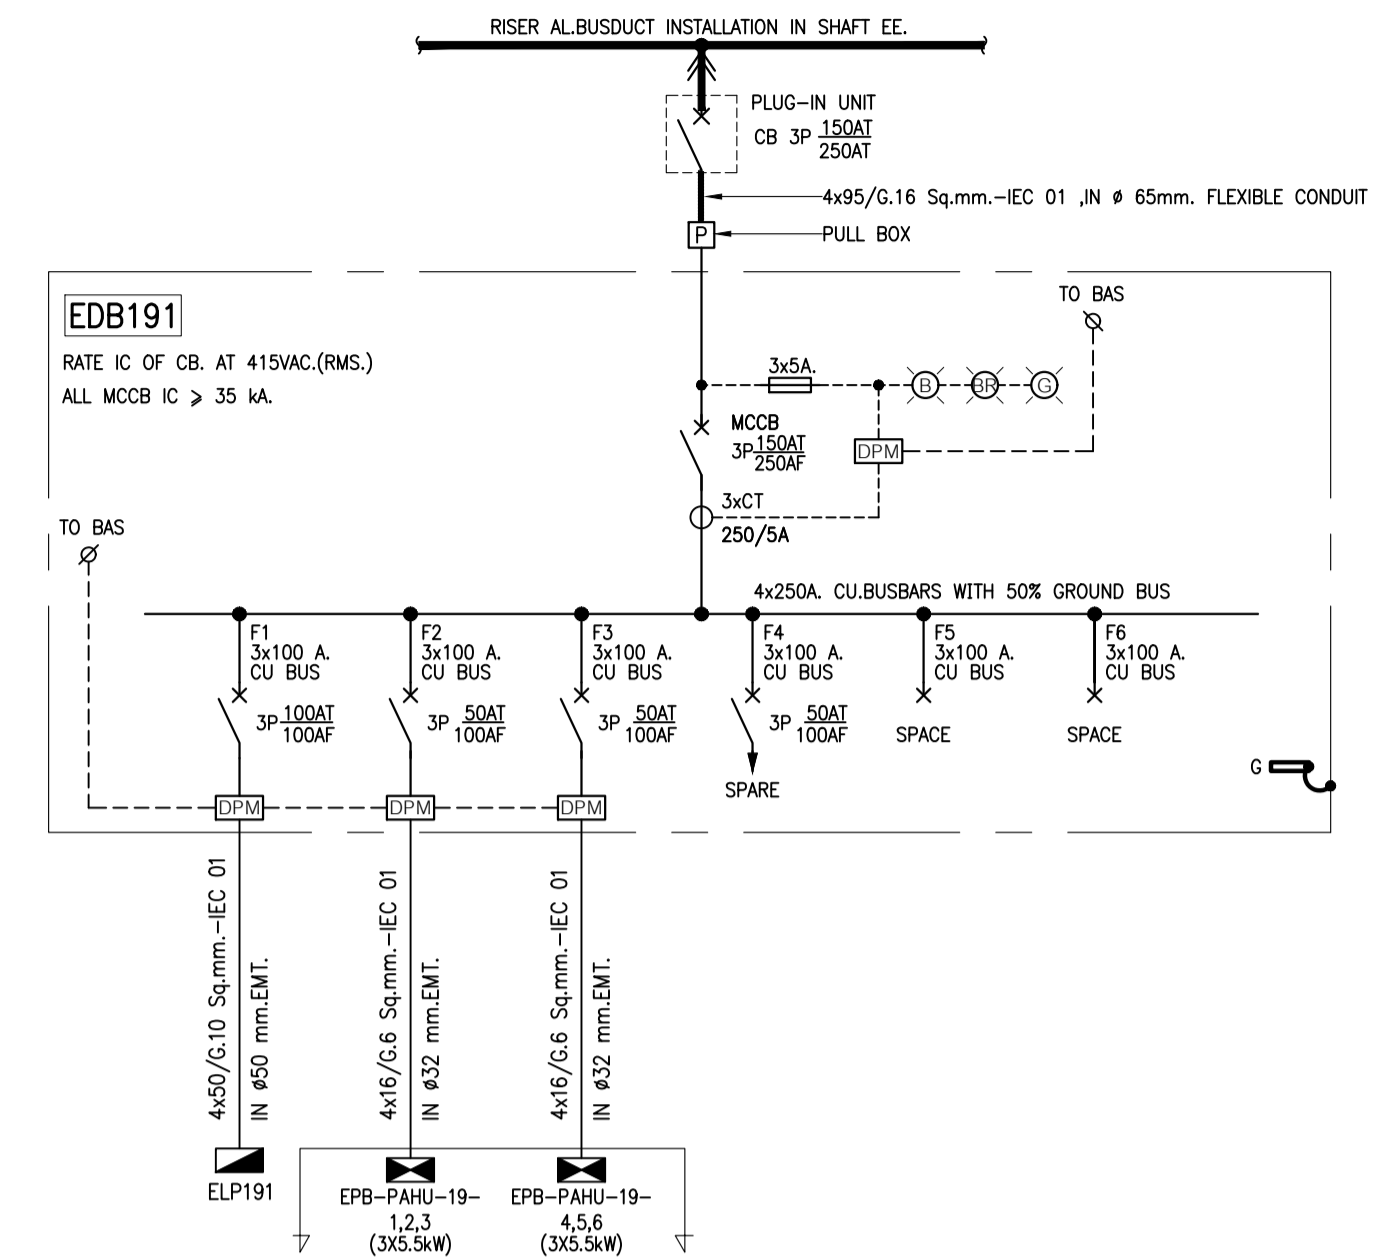 RISER AL.BUSDUCT INSTALLATION IN SHAFT EE.
PLUG-IN UNIT
CB 3P 150AT
250AT
4x95/G.16 Sq.mm.-IEC 01 ,IN ø 65mm. FLEXIBLE CONDUIT
P
PULL BOX
EDB191
RATE IC OF CB. AT 415VAC.(RMS.)
ALL MCCB IC ⩾ 35 kA.
TO BAS
3x5A.
B
BR
G
MCCB
3P 150AT
250AF
DPM
3xCT
250/5A
TO BAS
4x250A. CU.BUSBARS WITH 50% GROUND BUS
F1
3x100 A.
CU BUS
3P 100AT
100AF
F2
3x100 A.
CU BUS
3P 50AT
100AF
F3
3x100 A.
CU BUS
3P 50AT
100AF
F4
3x100 A.
CU BUS
3P 50AT
100AF
SPARE
F5
3x100 A.
CU BUS
SPACE
F6
3x100 A.
CU BUS
SPACE
G
DPM
DPM
DPM
4x50/G.10 Sq.mm.-IEC 01
IN ø50 mm.EMT.
4x16/G.6 Sq.mm.-IEC 01
IN ø32 mm.EMT.
4x16/G.6 Sq.mm.-IEC 01
IN ø32 mm.EMT.
ELP191
EPB-PAHU-19-
1,2,3
(3X5.5kW)
EPB-PAHU-19-
4,5,6
(3X5.5kW)